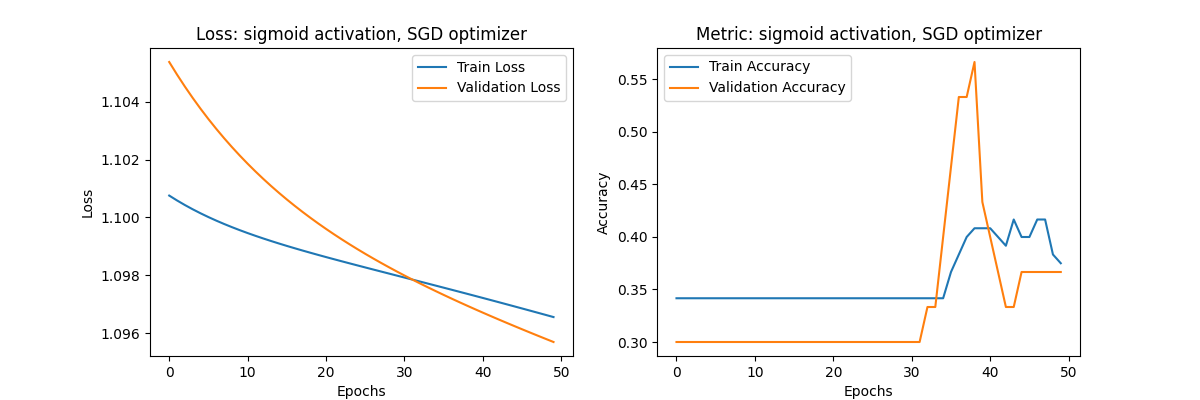 Loss: sigmoid activation, SGD optimizer
Train Loss
Validation Loss
1.104
1.102
1.100
1.098
1.096
Loss
0
10
20
30
40
50
Epochs
Metric: sigmoid activation, SGD optimizer
Train Accuracy
Validation Accuracy
0.55
0.50
0.45
0.40
0.35
0.30
Accuracy
0
10
20
30
40
50
Epochs